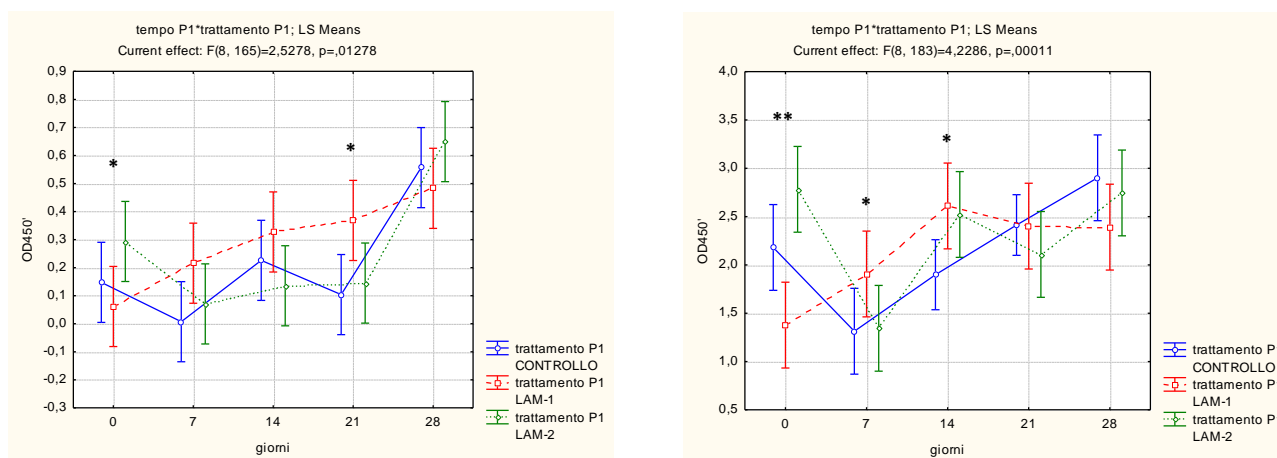 tempo P1*trattamento P1; LS Means
Current effect: F(8, 165)=2,5278, p=,01278
0,9
0,8
0,7
0,6
0,5
0,4
0,3
0,2
0,1
0,0
-0,1
-0,2
-0,3
OD450'
*
*
0
7
14
21
28
giorni
trattamento P1
CONTROLLO
trattamento P1
LAM-1
trattamento P1
LAM-2
tempo P1*trattamento P1; LS Means
Current effect: F(8, 183)=4,2286, p=,00011
4,0
3,5
3,0
2,5
2,0
1,5
1,0
0,5
OD450'
**
*
*
0
7
14
21
28
giorni
trattamento P
CONTROLLO
trattamento P
LAM-1
trattamento P
LAM-2